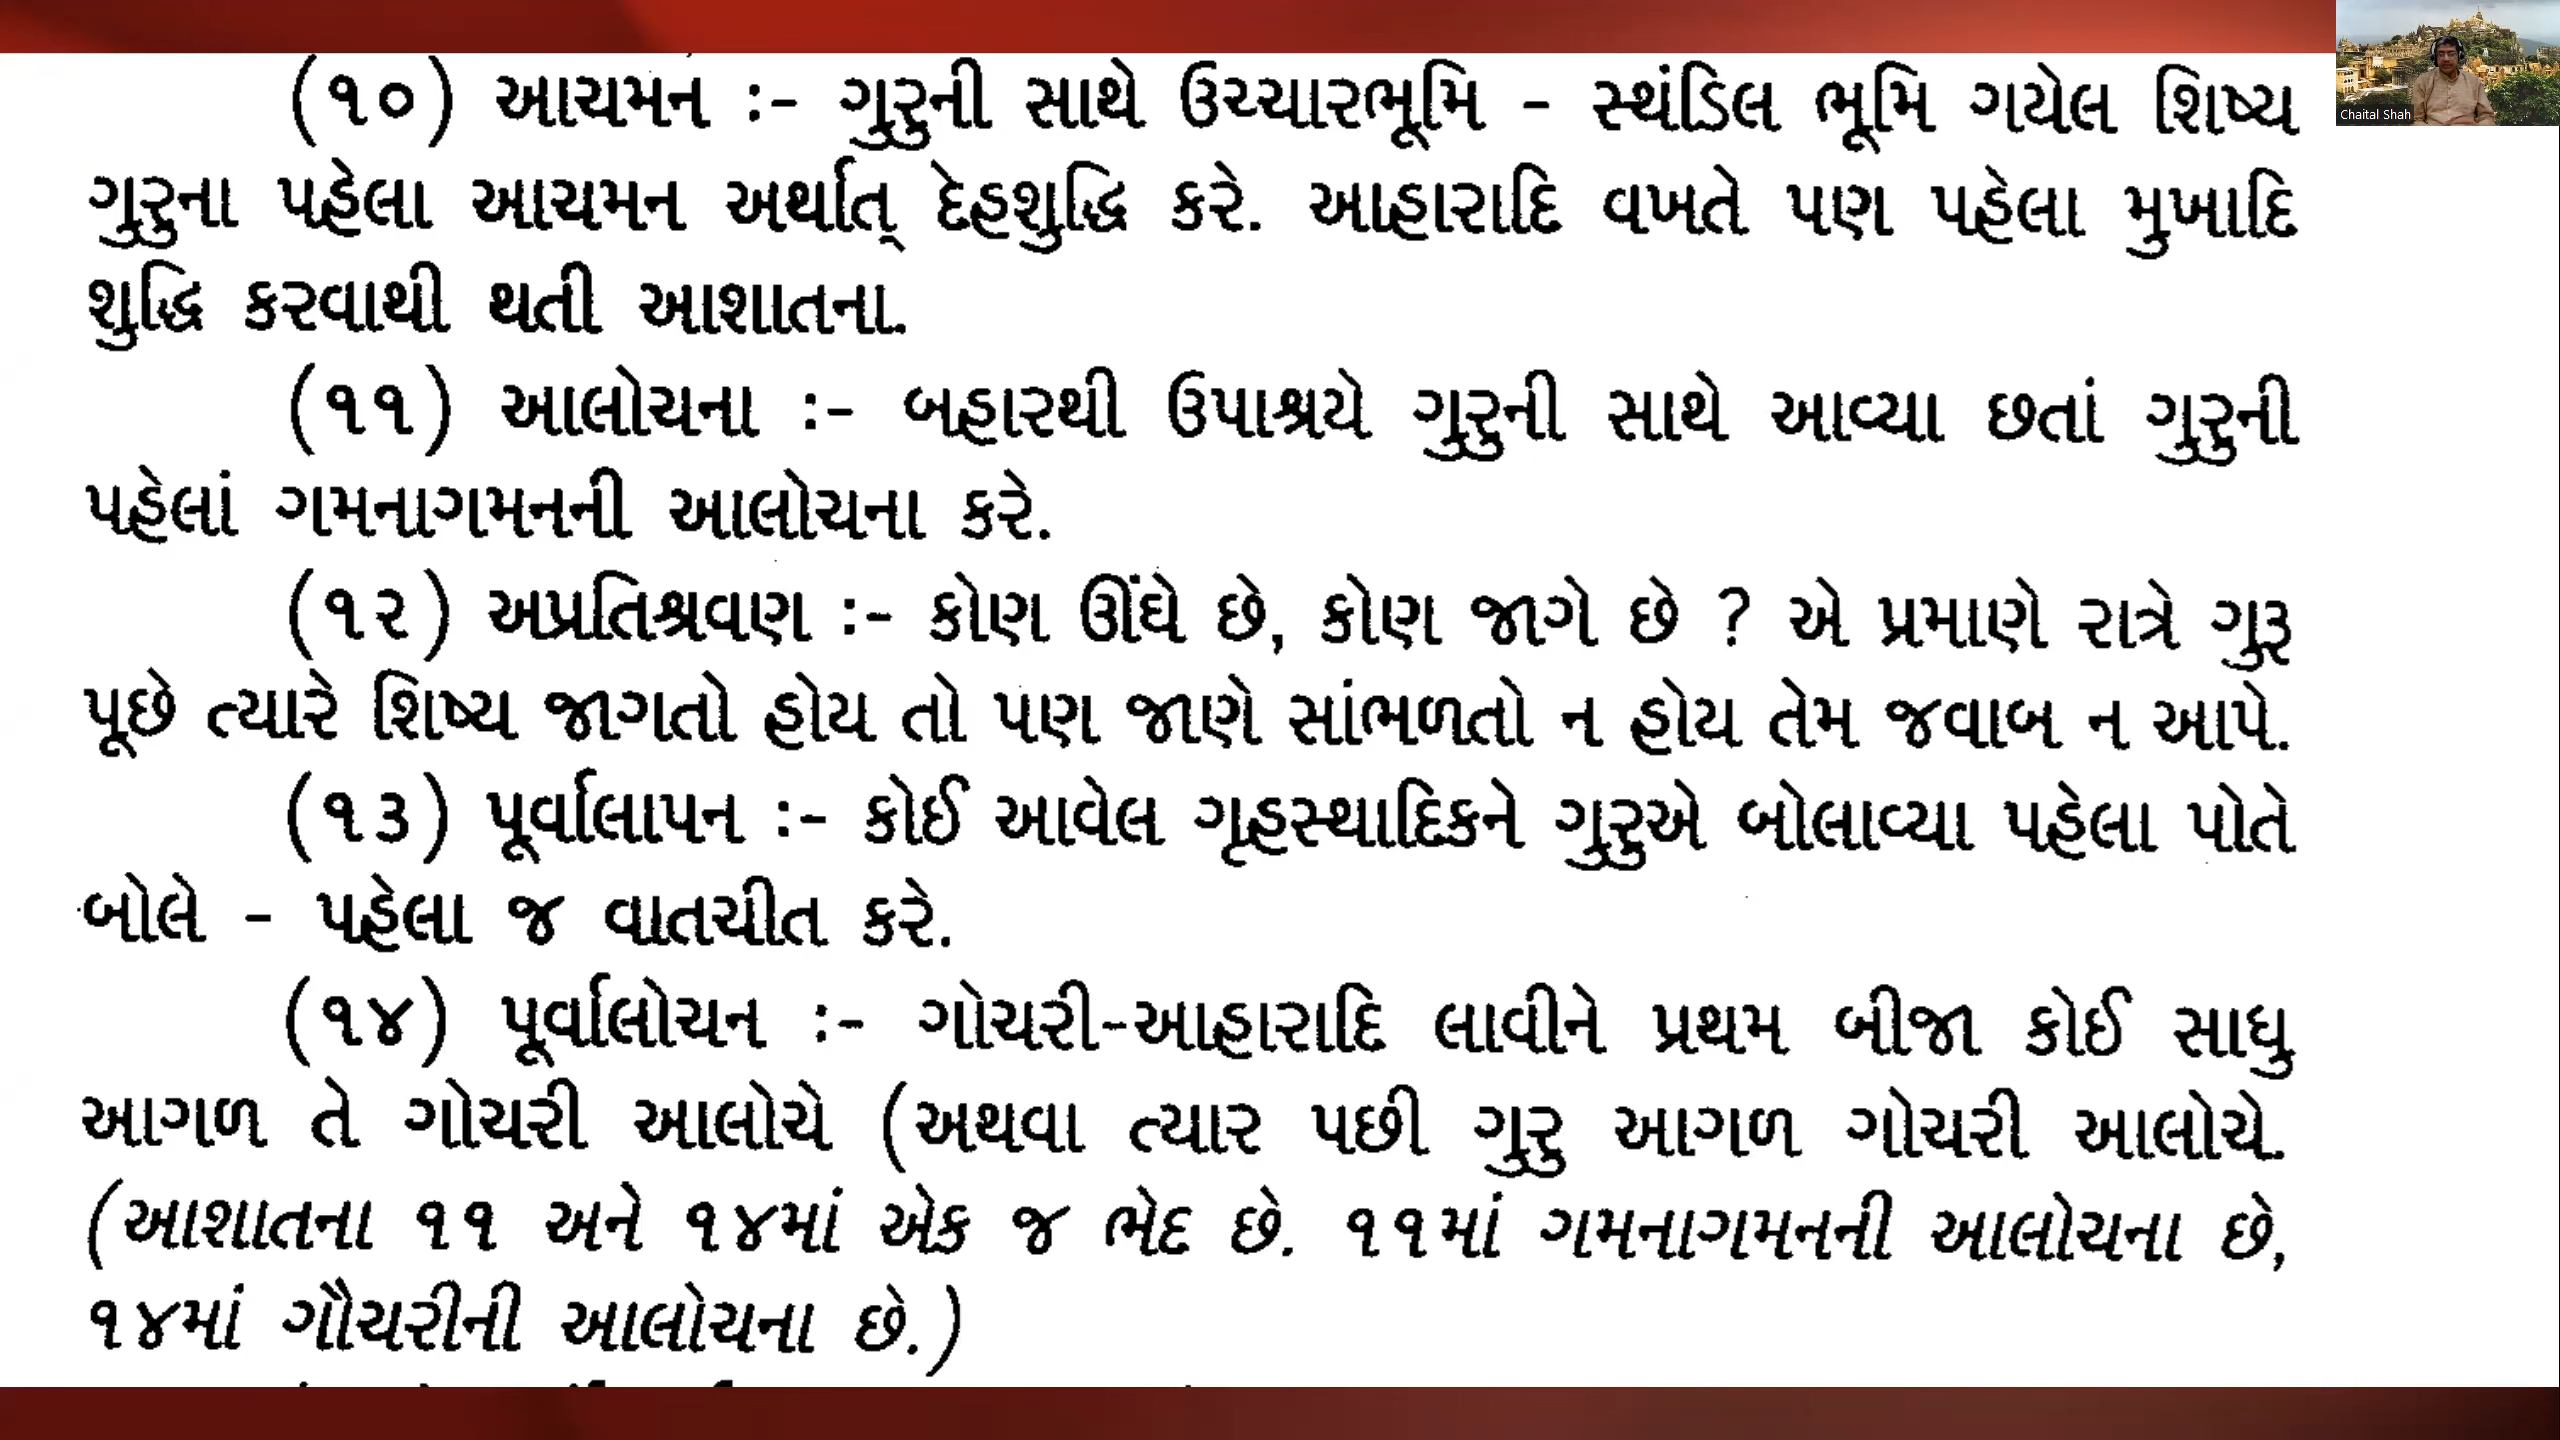 (૧૦) આચમન :- ગુરુની સાથે ઉચ્ચારભૂમિ - સ્થંડિલ ભૂમિ ગયેલ શિષ્ય
ગુરુના પહેલા આચમન અર્થાત્ દેહશુદ્ધિ કરે. આહારાદિ વખતે પણ પહેલા મુખાદિ
શુદ્ધિ કરવાથી થતી આશાતના.
(૧૧) આલોચના :- બહારથી ઉપાશ્રયે ગુરુની સાથે આવ્યા છતાં ગુરુની
પહેલાં ગમનાગમનની આલોચના કરે.
(૧૨) અપ્રતિશ્રવણ :- કોણ ઊંઘે છે, કોણ જાગે છે ? એ પ્રમાણે રાત્રે ગુરૂ
પૂછે ત્યારે શિષ્ય જાગતો હોય તો પણ જાણે સાંભળતો ન હોય તેમ જવાબ ન આપે.
(૧૩) પૂર્વાલાપન :- કોઈ આવેલ ગૃહસ્થાદિકને ગુરુએ બોલાવ્યા પહેલા પોતે
બોલે - પહેલા જ વાતચીત કરે.
(૧૪) પૂર્વાલોચન :- ગોચરી-આહારાદિ લાવીને પ્રથમ બીજા કોઈ સાધુ
આગળ તે ગોચરી આલોચે (અથવા ત્યાર પછી ગુરુ આગળ ગોચરી આલોચે.
(આશાતના ૧૧ અને ૧૪માં એક જ ભેદ છે. ૧૧માં ગમનાગમનની આલોચના છે,
૧૪માં ગૌચરીની આલોચના છે.)
Chaital Shah